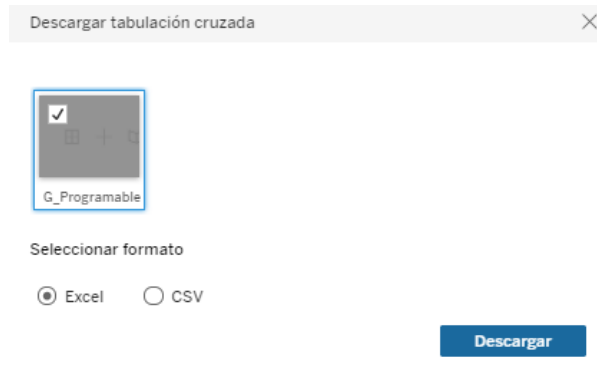 Descargar tabulación cruzada
G_Programable
Seleccionar formato
Excel CSV
Descargar